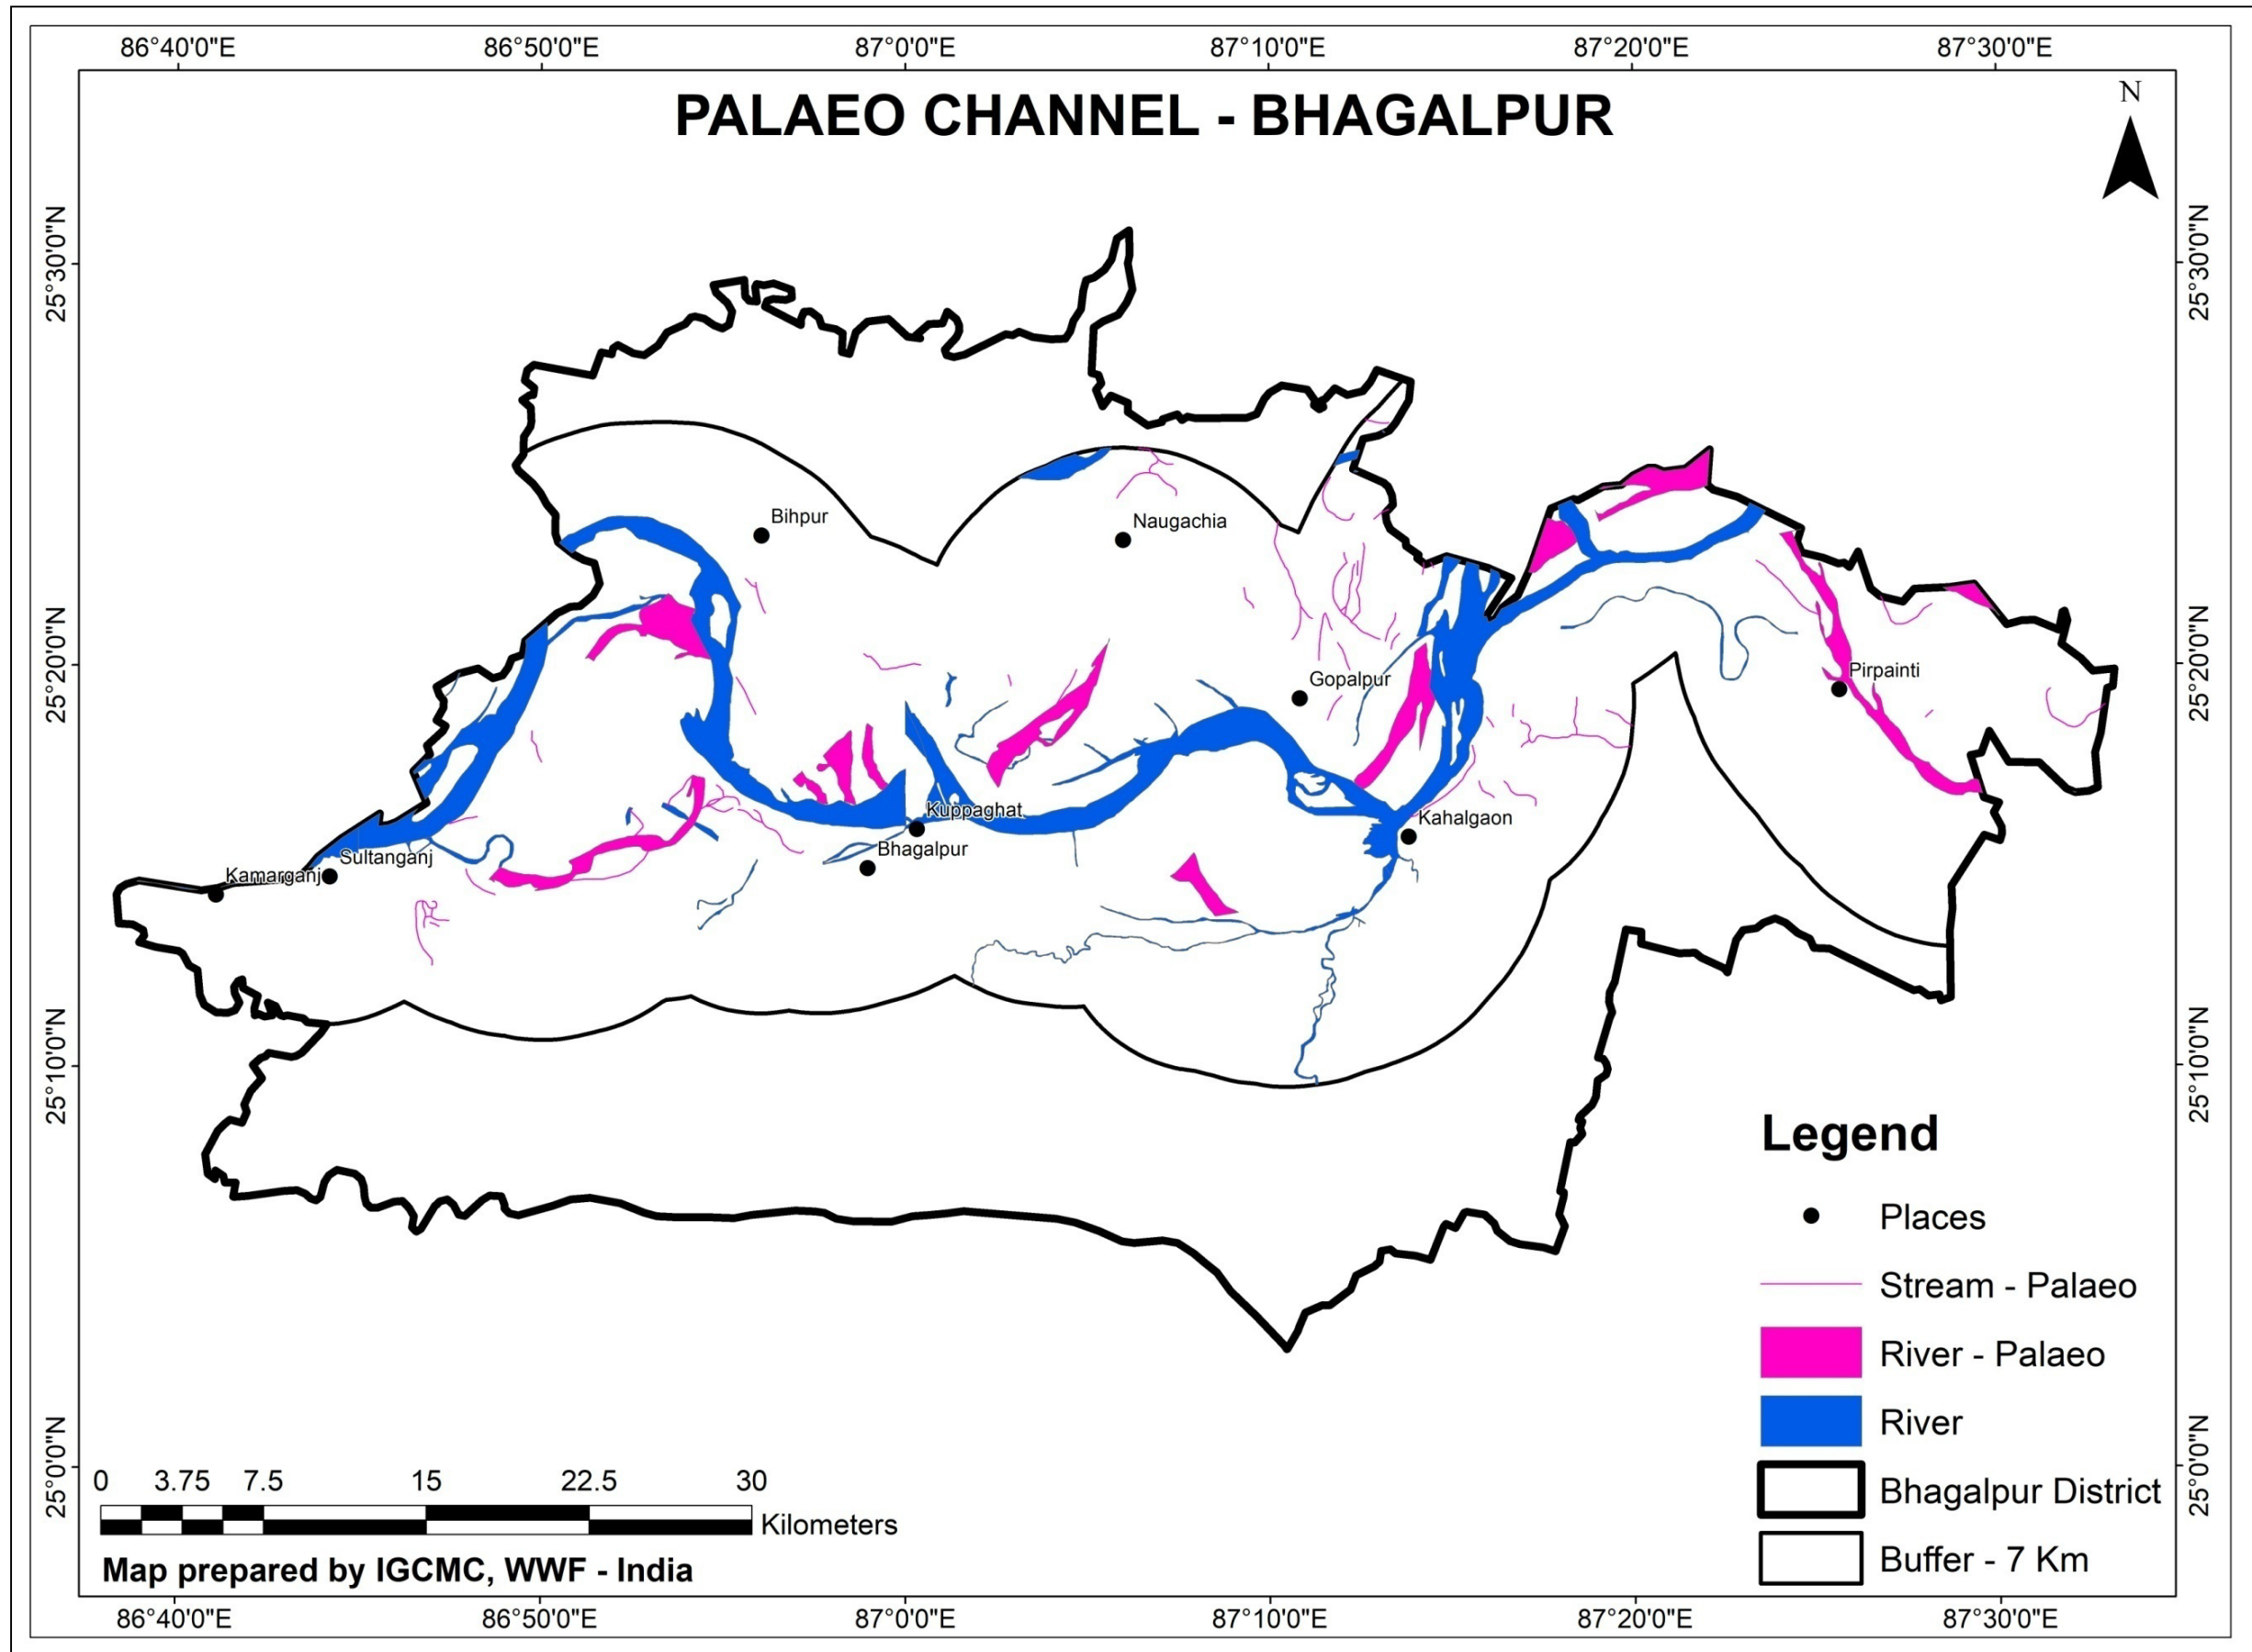 86°40'0"E 86°50'0"E 87°0'0"E 87°10'0"E 87°20'0"E 87°30'0"E
PALAEO CHANNEL - BHAGALPUR
N
25°30'0"N 25°30'0"N
Bihpur
Naugachia
25°20'0"N 25°20'0"N
Pirpainti
Gopalpur
Kuppaghat
Kahalgaon
Bhagalpur
Sultanganj
Kamarganj
25°10'0"N 25°10'0"N
Legend
Places
Stream - Palaeo
River - Palaeo
River
Bhagalpur District
Buffer - 7 Km
25°0'0"N 25°0'0"N
0 3.75 7.5 15 22.5 30
Kilometers
Map prepared by IGCMC, WWF - India
86°40'0"E 86°50'0"E 87°0'0"E 87°10'0"E 87°20'0"E 87°30'0"E